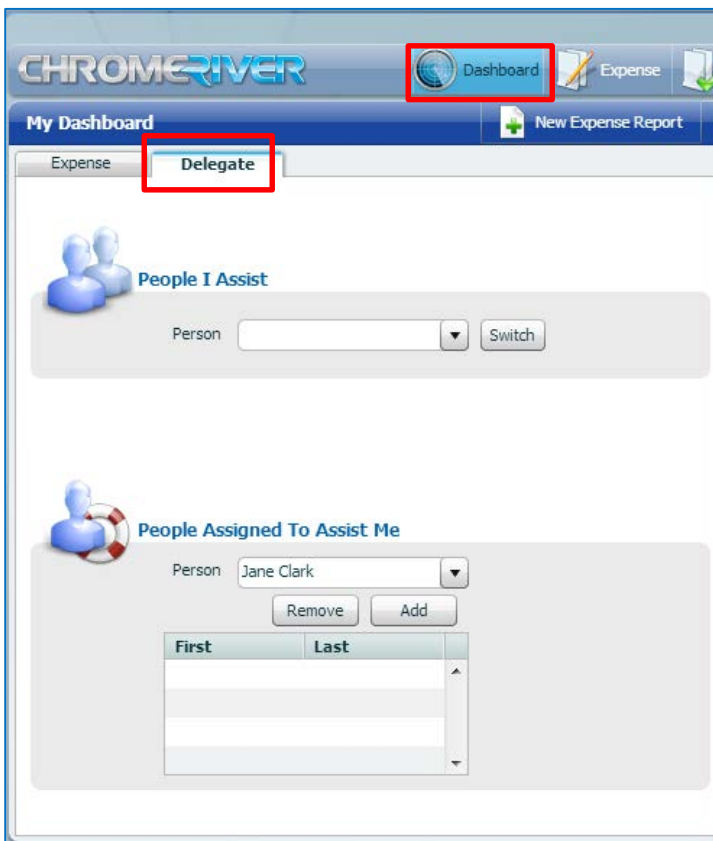 CHROMERIVER Dashboard Expense
My Dashboard New Expense Report
Expense Delegate
People I Assist
Person Switch
People Assigned To Assist Me
Person Jane Clark
Remove Add
First Last